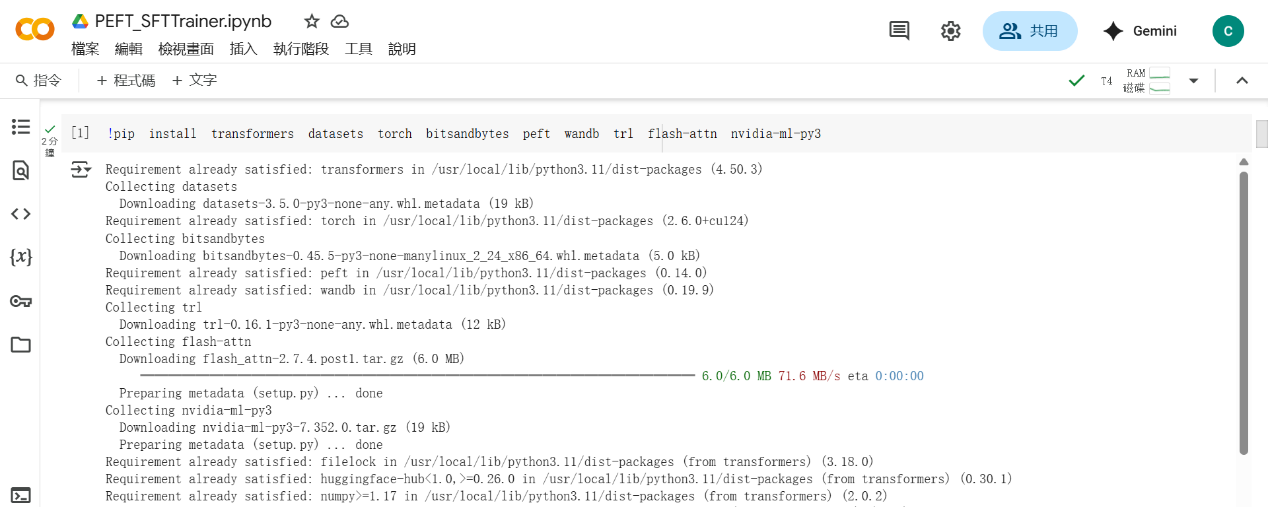 PEFT_SFTTrainer.ipynb
檔案 編輯 檢視畫面 插入 執行階段 工具 說明
共用
Gemini
C
指令 + 程式碼 + 文字
T4
RAM
磁碟
2 分鐘
[1] !pip install transformers datasets torch bitsandbytes peft wandb trl flash-attn nvidia-ml-py3
Requirement already satisfied: transformers in /usr/local/lib/python3.11/dist-packages (4.50.3)
Collecting datasets
Downloading datasets-3.5.0-py3-none-any.whl.metadata (19 kB)
Requirement already satisfied: torch in /usr/local/lib/python3.11/dist-packages (2.6.0+cu124)
Collecting bitsandbytes
Downloading bitsandbytes-0.45.5-py3-none-manylinux_2_24_x86_64.whl.metadata (5.0 kB)
Requirement already satisfied: peft in /usr/local/lib/python3.11/dist-packages (0.14.0)
Requirement already satisfied: wandb in /usr/local/lib/python3.11/dist-packages (0.19.9)
Collecting trl
Downloading trl-0.16.1-py3-none-any.whl.metadata (12 kB)
Collecting flash-attn
Downloading flash_attn-2.7.4.post1.tar.gz (6.0 MB)
6.0/6.0 MB 71.6 MB/s eta 0:00:00
Preparing metadata (setup.py) ... done
Collecting nvidia-ml-py3
Downloading nvidia-ml-py3-7.352.0.tar.gz (19 kB)
Preparing metadata (setup.py) ... done
Requirement already satisfied: filelock in /usr/local/lib/python3.11/dist-packages (from transformers) (3.18.0)
Requirement already satisfied: huggingface-hub<1.0,>=0.26.0 in /usr/local/lib/python3.11/dist-packages (from transformers) (0.30.1)
Requirement already satisfied: numpy>=1.17 in /usr/local/lib/python3.11/dist-packages (from transformers) (2.0.2)